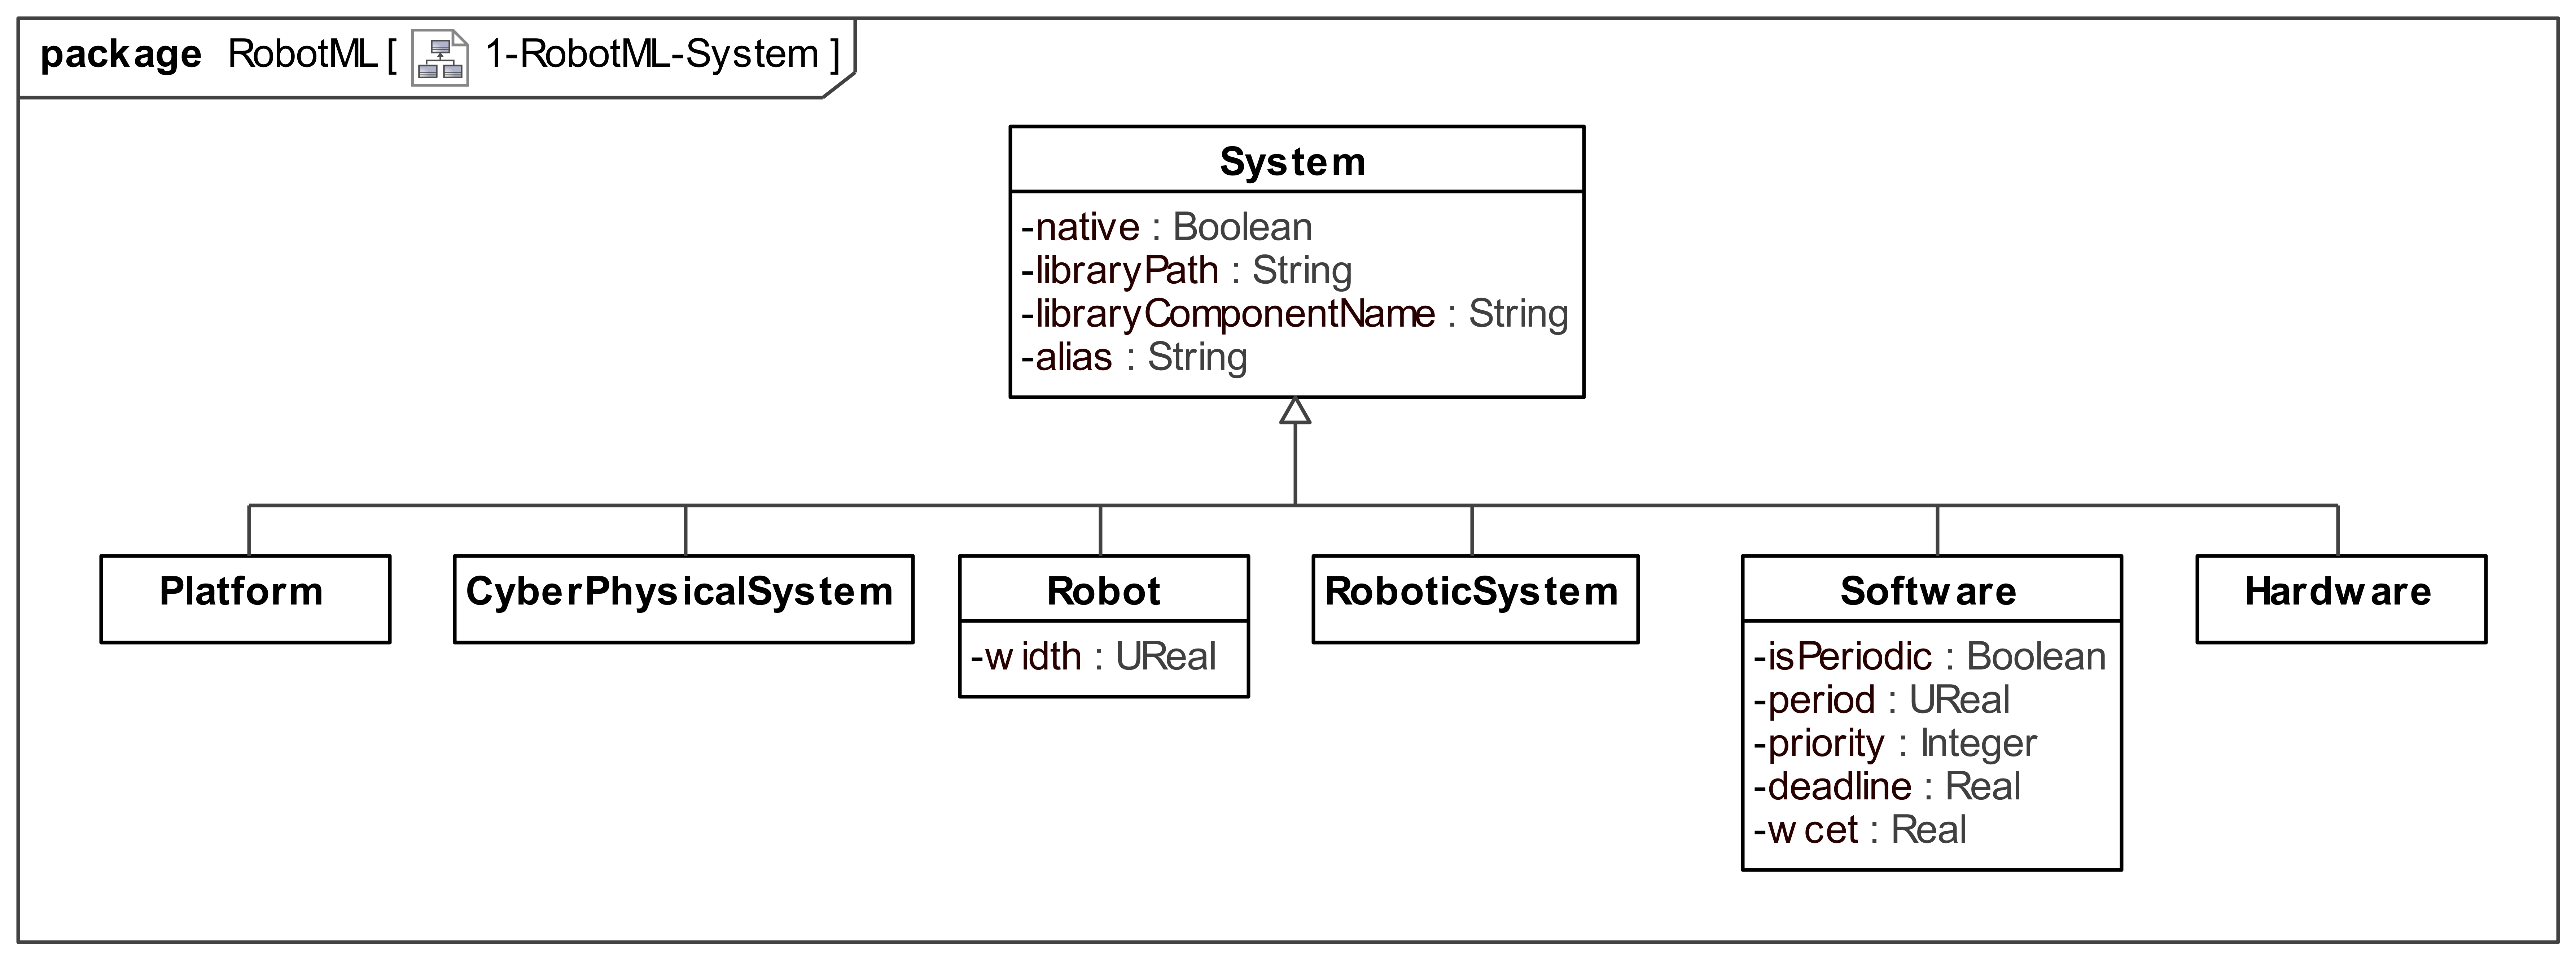 package RobotML [ 1-RobotML-System ]
System
-native : Boolean
-libraryPath : String
-libraryComponentName : String
-alias : String
Platform
CyberPhysicalSystem
Robot
-width : UReal
RoboticSystem
Software
-isPeriodic : Boolean
-period : UReal
-priority : Integer
-deadline : Real
-wcet : Real
Hardware